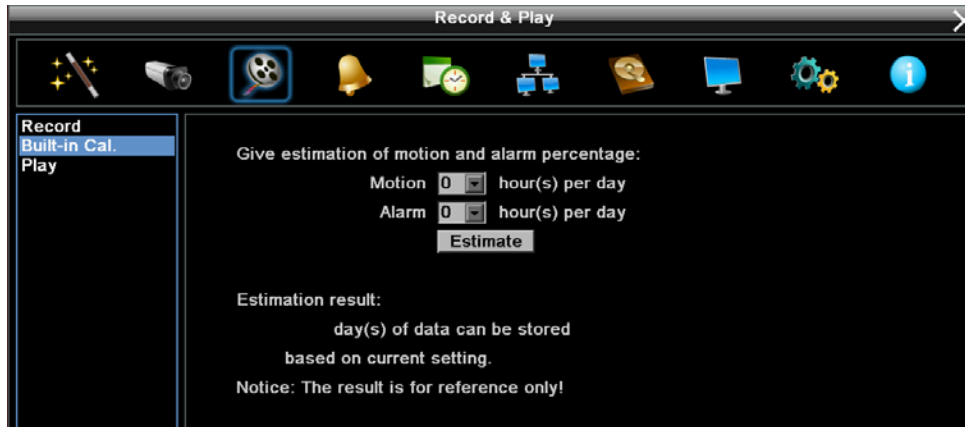 Record & Play
Record
Built-in Cal.
Play
Give estimation of motion and alarm percentage:
Motion 0 hour(s) per day
Alarm 0 hour(s) per day
Estimate
Estimation result:
day(s) of data can be stored
based on current setting.
Notice: The result is for reference only!